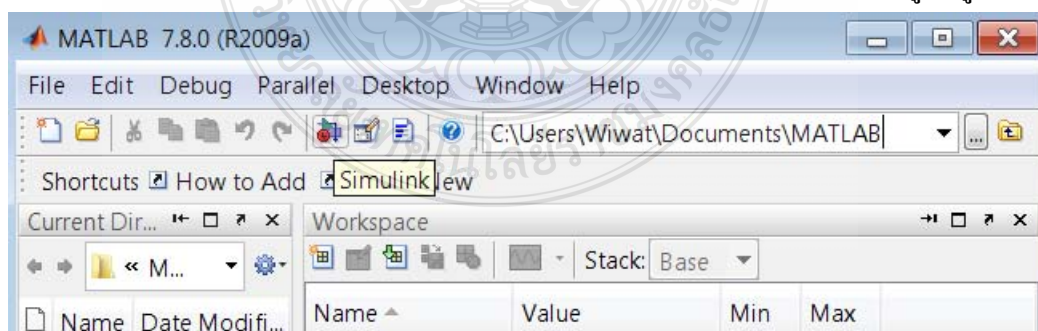 MATLAB 7.8.0 (R2009a)
File Edit Debug Parallel Desktop Window Help
C:\Users\Wiwat\Documents\MATLAB ...
Shortcuts How to Add Simulink New
Current Dir... Workspace
« M... Stack: Base
Name Date Modifi... Name Value Min Max